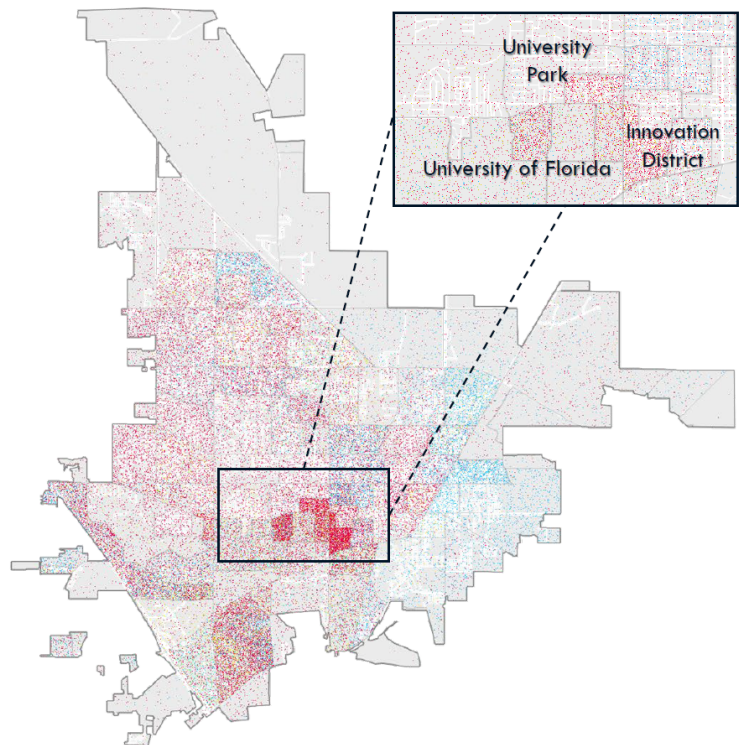 University
Park
Innovation
District
University of Florida